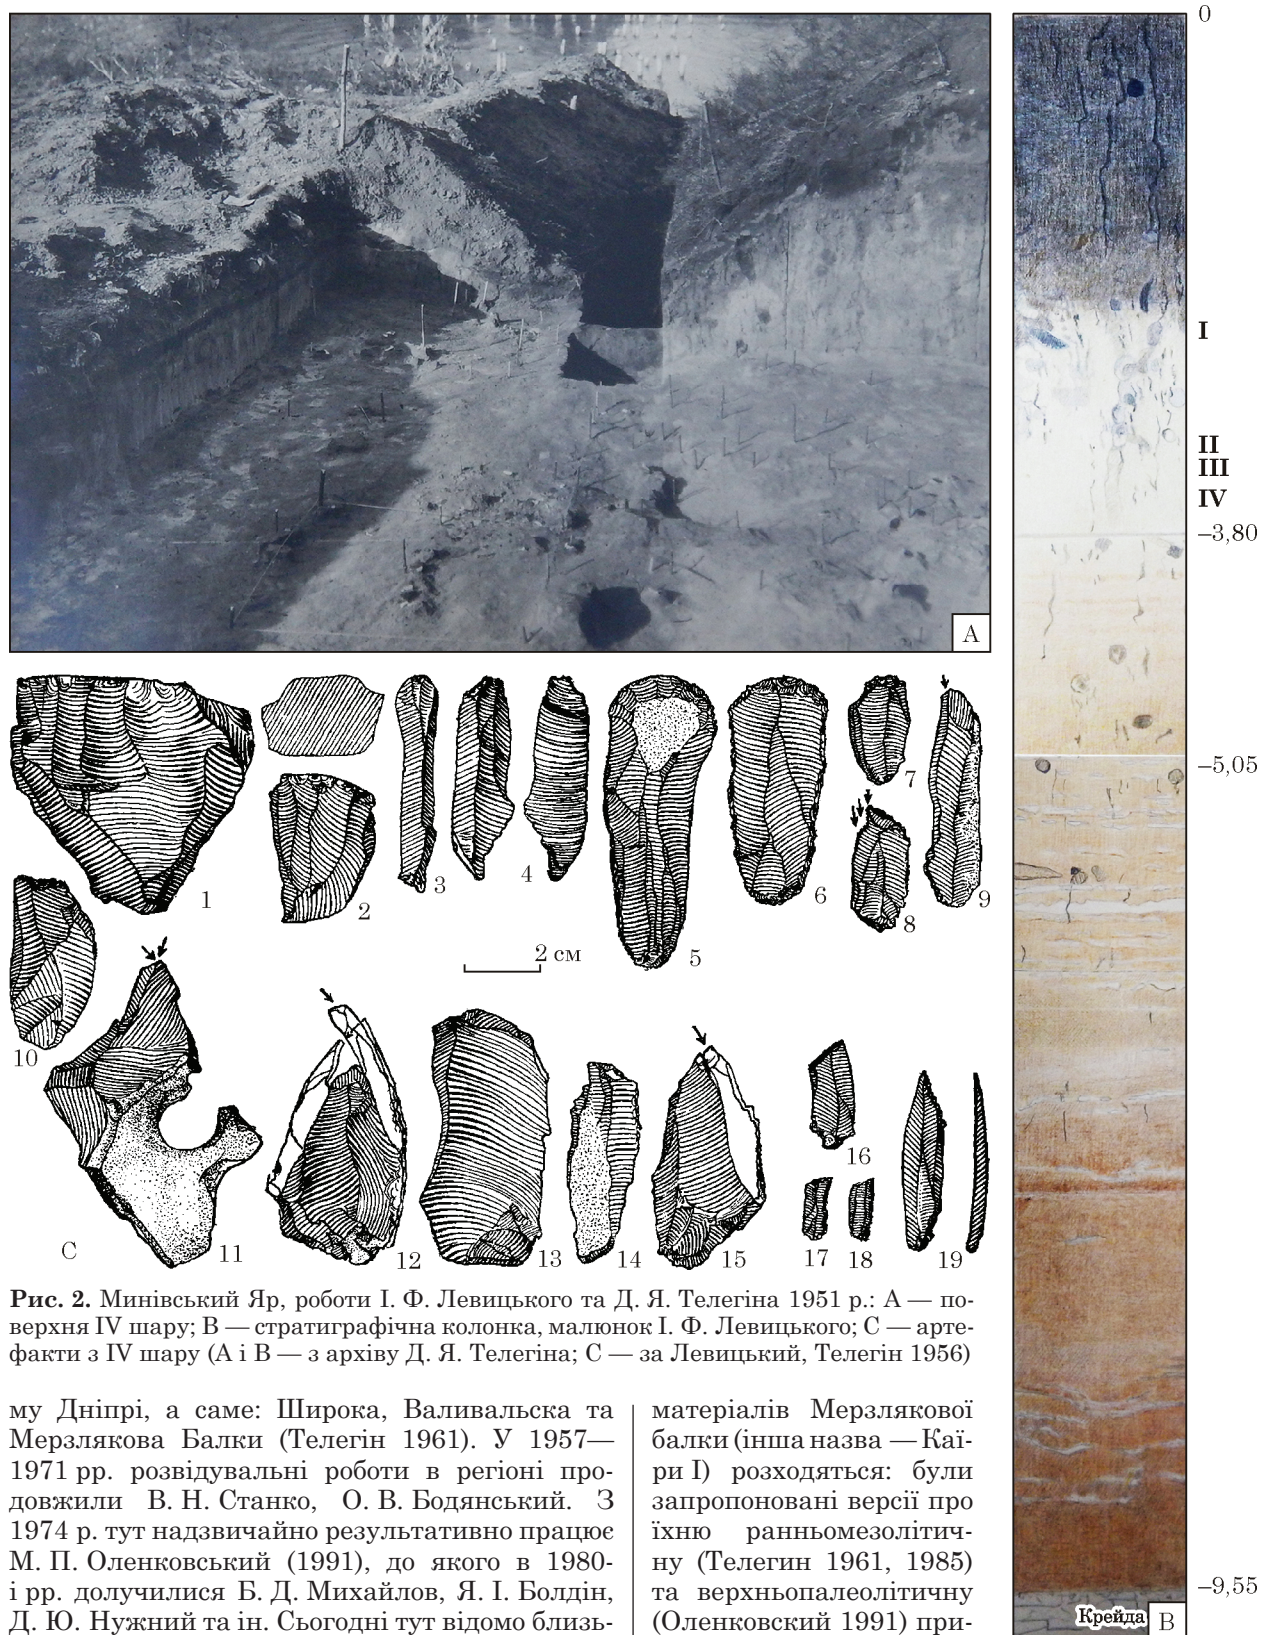 0
I
II
III
IV
–3,80
–5,05
–9,55
Крейда
B
A
1
2
3
4
5
6
7
8
9
2 см
10
11
12
13
14
15
16
17
18
19
C
Рис. 2. Минівський Яр, роботи І. Ф. Левицького та Д. Я. Телегіна 1951 р.: A — по-
верхня IV шару; B — стратиграфічна колонка, малюнок І. Ф. Левицького; C — арте-
факти з IV шару (A і B — з архіву Д. Я. Телегіна; C — за Левицький, Телегін 1956)
му Дніпрі, а саме: Широка, Валивальска та
Мерзлякова Балки (Телегін 1961). У 1957—
1971 рр. розвідувальні роботи в регіоні про-
довжили В. Н. Станко, О. В. Бодянський. З
1974 р. тут надзвичайно результативно працює
М. П. Оленковський (1991), до якого в 1980-
і рр. долучилися Б. Д. Михайлов, Я. І. Болдін,
Д. Ю. Нужний та ін. Сьогодні тут відомо близь-
матеріалів Мерзлякової
балки (інша назва — Каї-
ри І) розходяться: були
запропоновані версії про
їхню ранньомезолітич-
ну (Телегин 1961, 1985)
та верхньопалеолітичну
(Оленковский 1991) при-